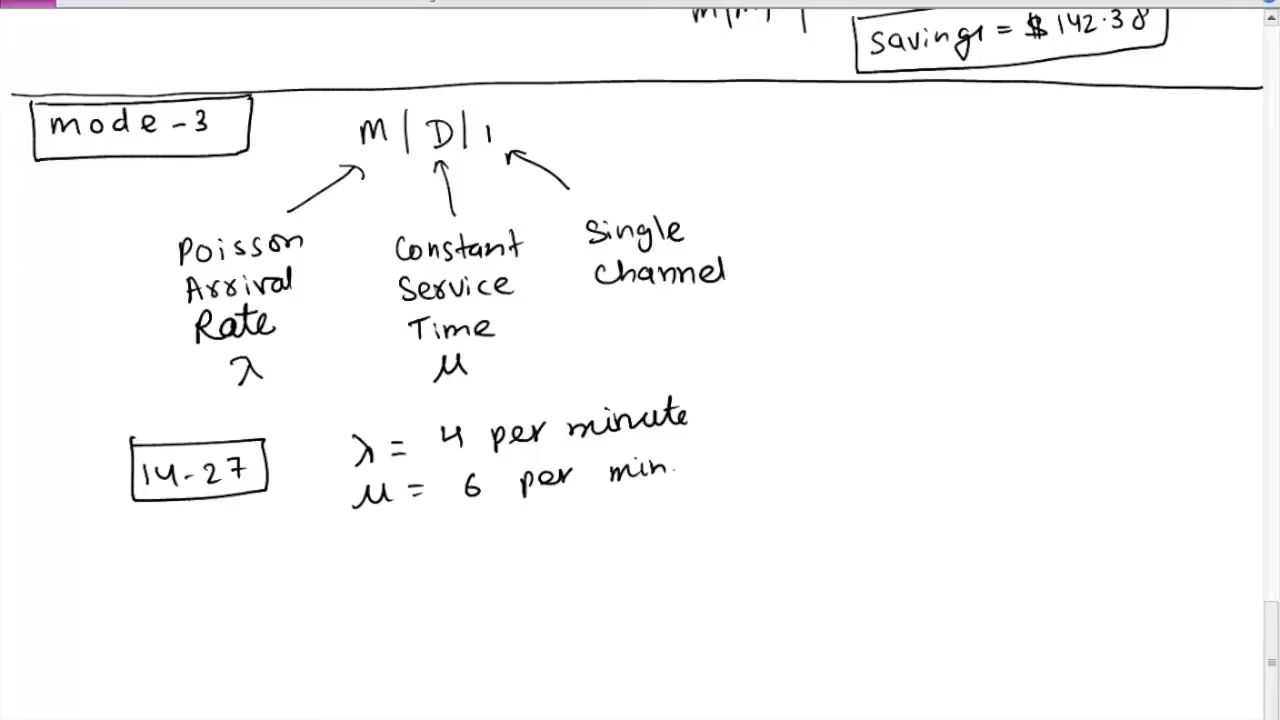 Savings = $142.38
mode-3
M|D|1
Poisson Arrival Rate λ
Constant Service Time μ
Single Channel
14-27
λ = 4 per minute
μ = 6 per min.